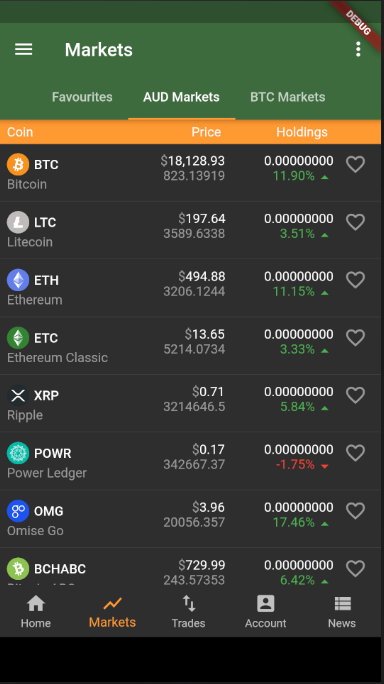 DEBUG
Markets
Favourites AUD Markets BTC Markets
Coin Price Holdings
BTC $18,128.93 0.00000000
Bitcoin 823.13919 11.90%
LTC $197.64 0.00000000
Litecoin 3589.6338 3.51%
ETH $494.88 0.00000000
Ethereum 3206.1244 11.15%
ETC $13.65 0.00000000
Ethereum Classic 5214.0734 3.33%
XRP $0.71 0.00000000
Ripple 3214646.5 5.84%
POWR $0.17 0.00000000
Power Ledger 342667.37 -1.75%
OMG $3.96 0.00000000
Omise Go 20056.357 17.46%
BCHABC $729.99 0.00000000
243.57353 6.42%
Home Markets Trades Account News